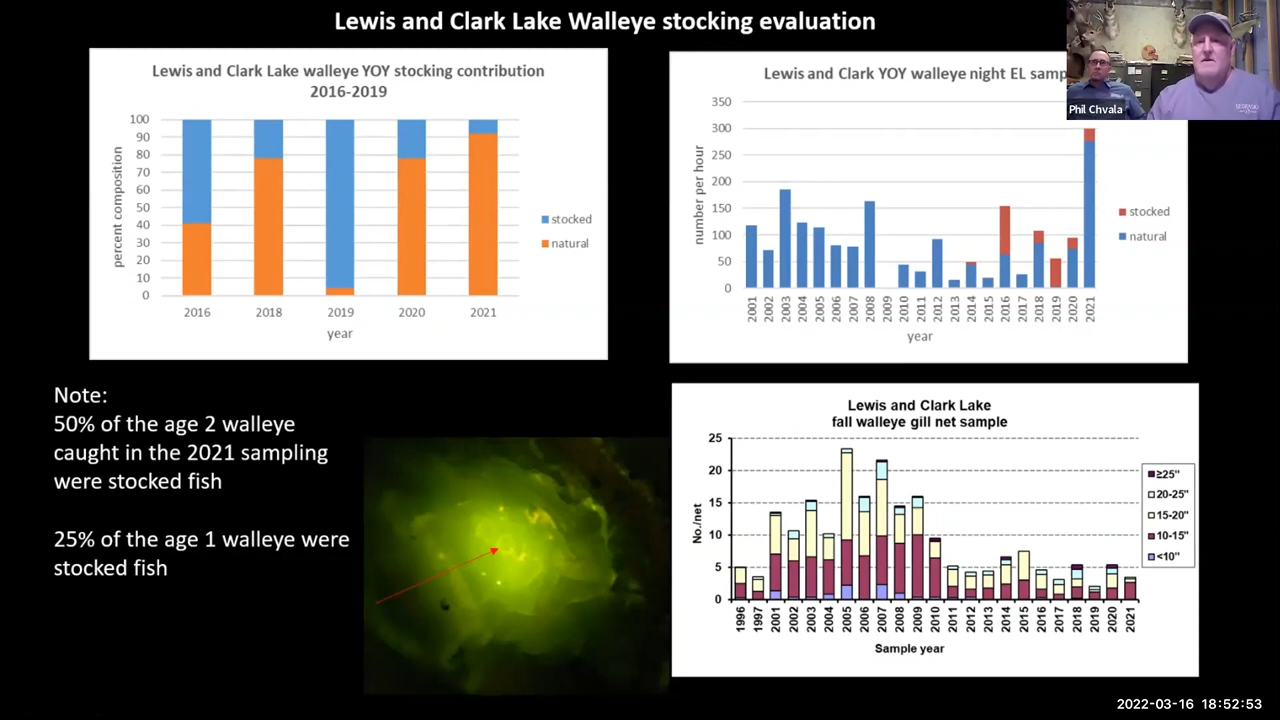 Lewis and Clark Lake Walleye stocking evaluation
Phil Chvala
Lewis and Clark Lake walleye YOY stocking contribution
2016-2019
100
90
80
70
60
50
40
30
20
10
0
percent composition
2016 2018 2019 2020 2021
year
stocked
natural
Lewis and Clark YOY walleye night EL samp
350
300
250
200
150
100
50
0
number per hour
2001 2002 2003 2004 2005 2006 2007 2008 2009 2010 2011 2012 2013 2014 2015 2016 2017 2018 2019 2020 2021
year
stocked
natural
Note:
50% of the age 2 walleye
caught in the 2021 sampling
were stocked fish
25% of the age 1 walleye were
stocked fish
Lewis and Clark Lake
fall walleye gill net sample
25
20
15
10
5
0
No./net
1996 1997 2001 2002 2003 2004 2005 2006 2007 2008 2009 2010 2011 2012 2013 2014 2015 2016 2017 2018 2019 2020 2021
Sample year
≥25"
20-25"
15-20"
10-15"
<10"
2022-03-16 18:52:53